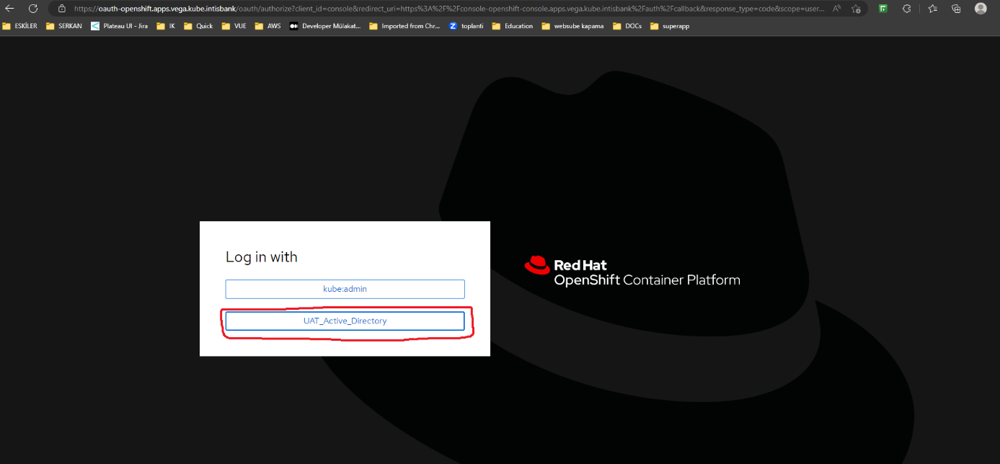 https://oauth-openshift.apps.vega.kube.intisbank/oauth/authorize?client_id=console&redirect_uri=https%3A%2F%2Fconsole-openshift-console.apps.vega.kube.intisbank%2Fauth%2Fcallback&response_type=code&scope=user...
ESKİLER SERKAN Plateau UI - Jira IK Quick VUE AWS Developer Mülakat... Imported from Chr... Z toplanti Education websube kapama DOCs superapp
Log in with
kube:admin
UAT_Active_Directory
Red Hat
OpenShift Container Platform